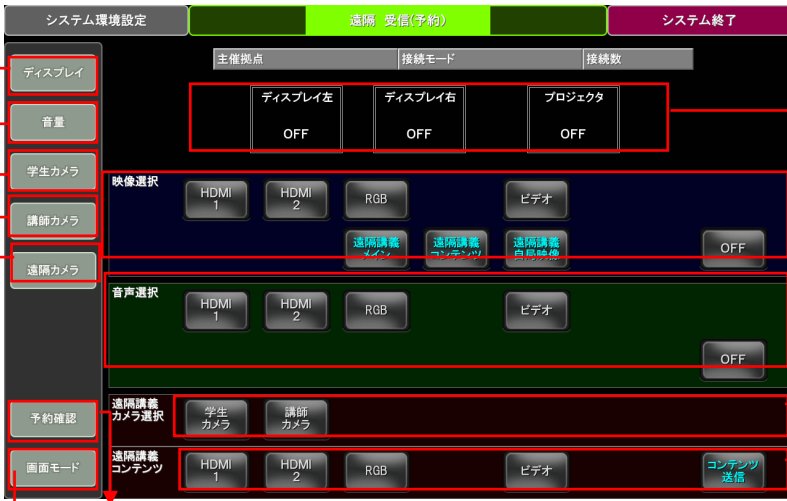 システム環境設定
遠隔 受信(予約)
システム終了
ディスプレイ
音量
学生カメラ
講師カメラ
遠隔カメラ
予約確認
画面モード
主催拠点
接続モード
接続数
ディスプレイ左
OFF
ディスプレイ右
OFF
プロジェクタ
OFF
映像選択
HDMI
1
HDMI
2
RGB
ビデオ
遠隔講義
メイン
遠隔講義
コンテンツ
遠隔講義
自局映像
OFF
音声選択
HDMI
1
HDMI
2
RGB
ビデオ
OFF
遠隔講義
カメラ選択
学生
カメラ
講師
カメラ
遠隔講義
コンテンツ
HDMI
1
HDMI
2
RGB
ビデオ
コンテンツ
送信